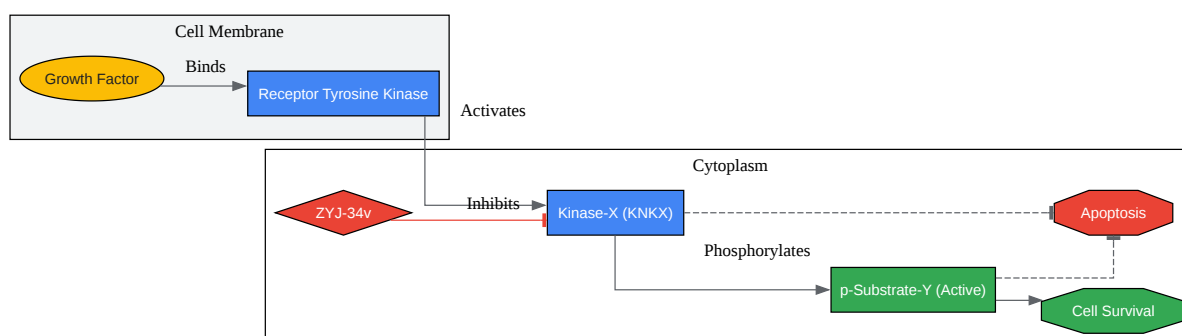 Cell Membrane
Growth Factor
Binds
Receptor Tyrosine Kinase
Activates
Cytoplasm
ZYJ-34v
Inhibits
Kinase-X (KNKX)
Apoptosis
Phosphorylates
p-Substrate-Y (Active)
Cell Survival